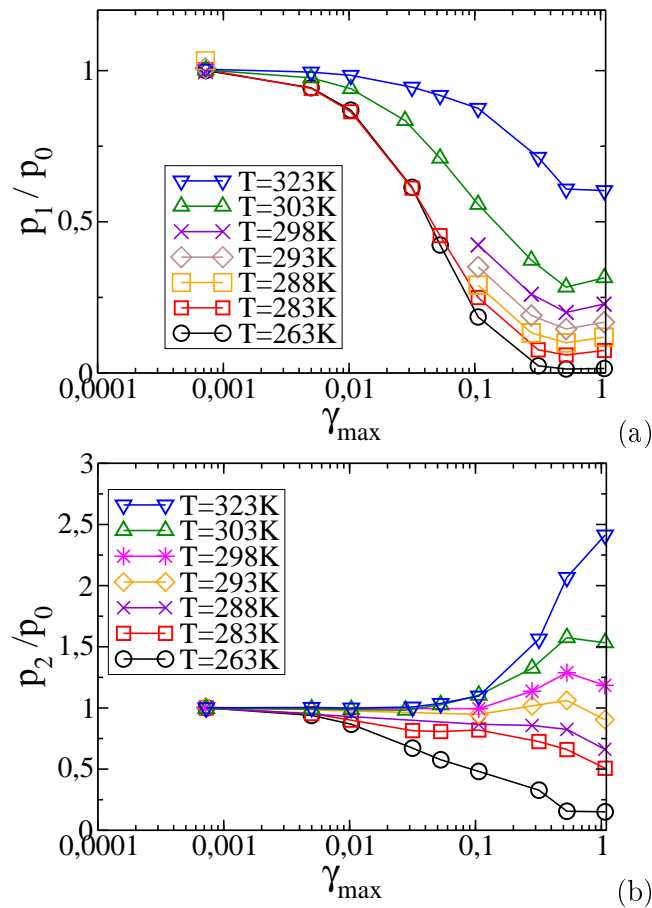 1
0,5
0
p1 / p0
T=323K
T=303K
T=298K
T=293K
T=288K
T=283K
T=263K
0,0001 0,001 0,01 0,1 1
γmax
(a)
3
2,5
2
1,5
1
0,5
0
p2 / p0
T=323K
T=303K
T=298K
T=293K
T=288K
T=283K
T=263K
0,0001 0,001 0,01 0,1 1
γmax
(b)